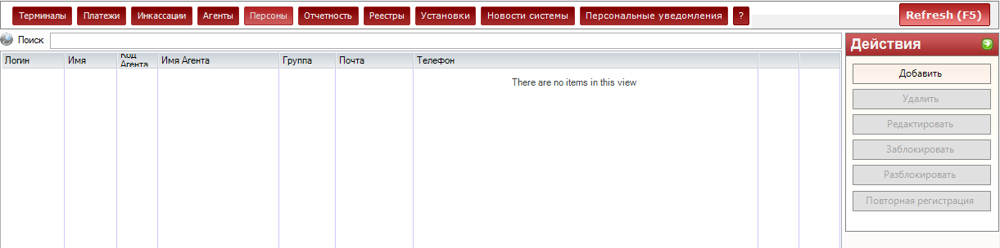 Терминалы Платежи Инкассации Агенты Персоны Отчетность Реестры Установки Новости системы Персональные уведомления ? Refresh (F5)
Поиск
Действия
Логин Имя Код Агента Имя Агента Группа Почта Телефон
There are no items in this view
Добавить
Удалить
Редактировать
Заблокировать
Разблокировать
Повторная регистрация